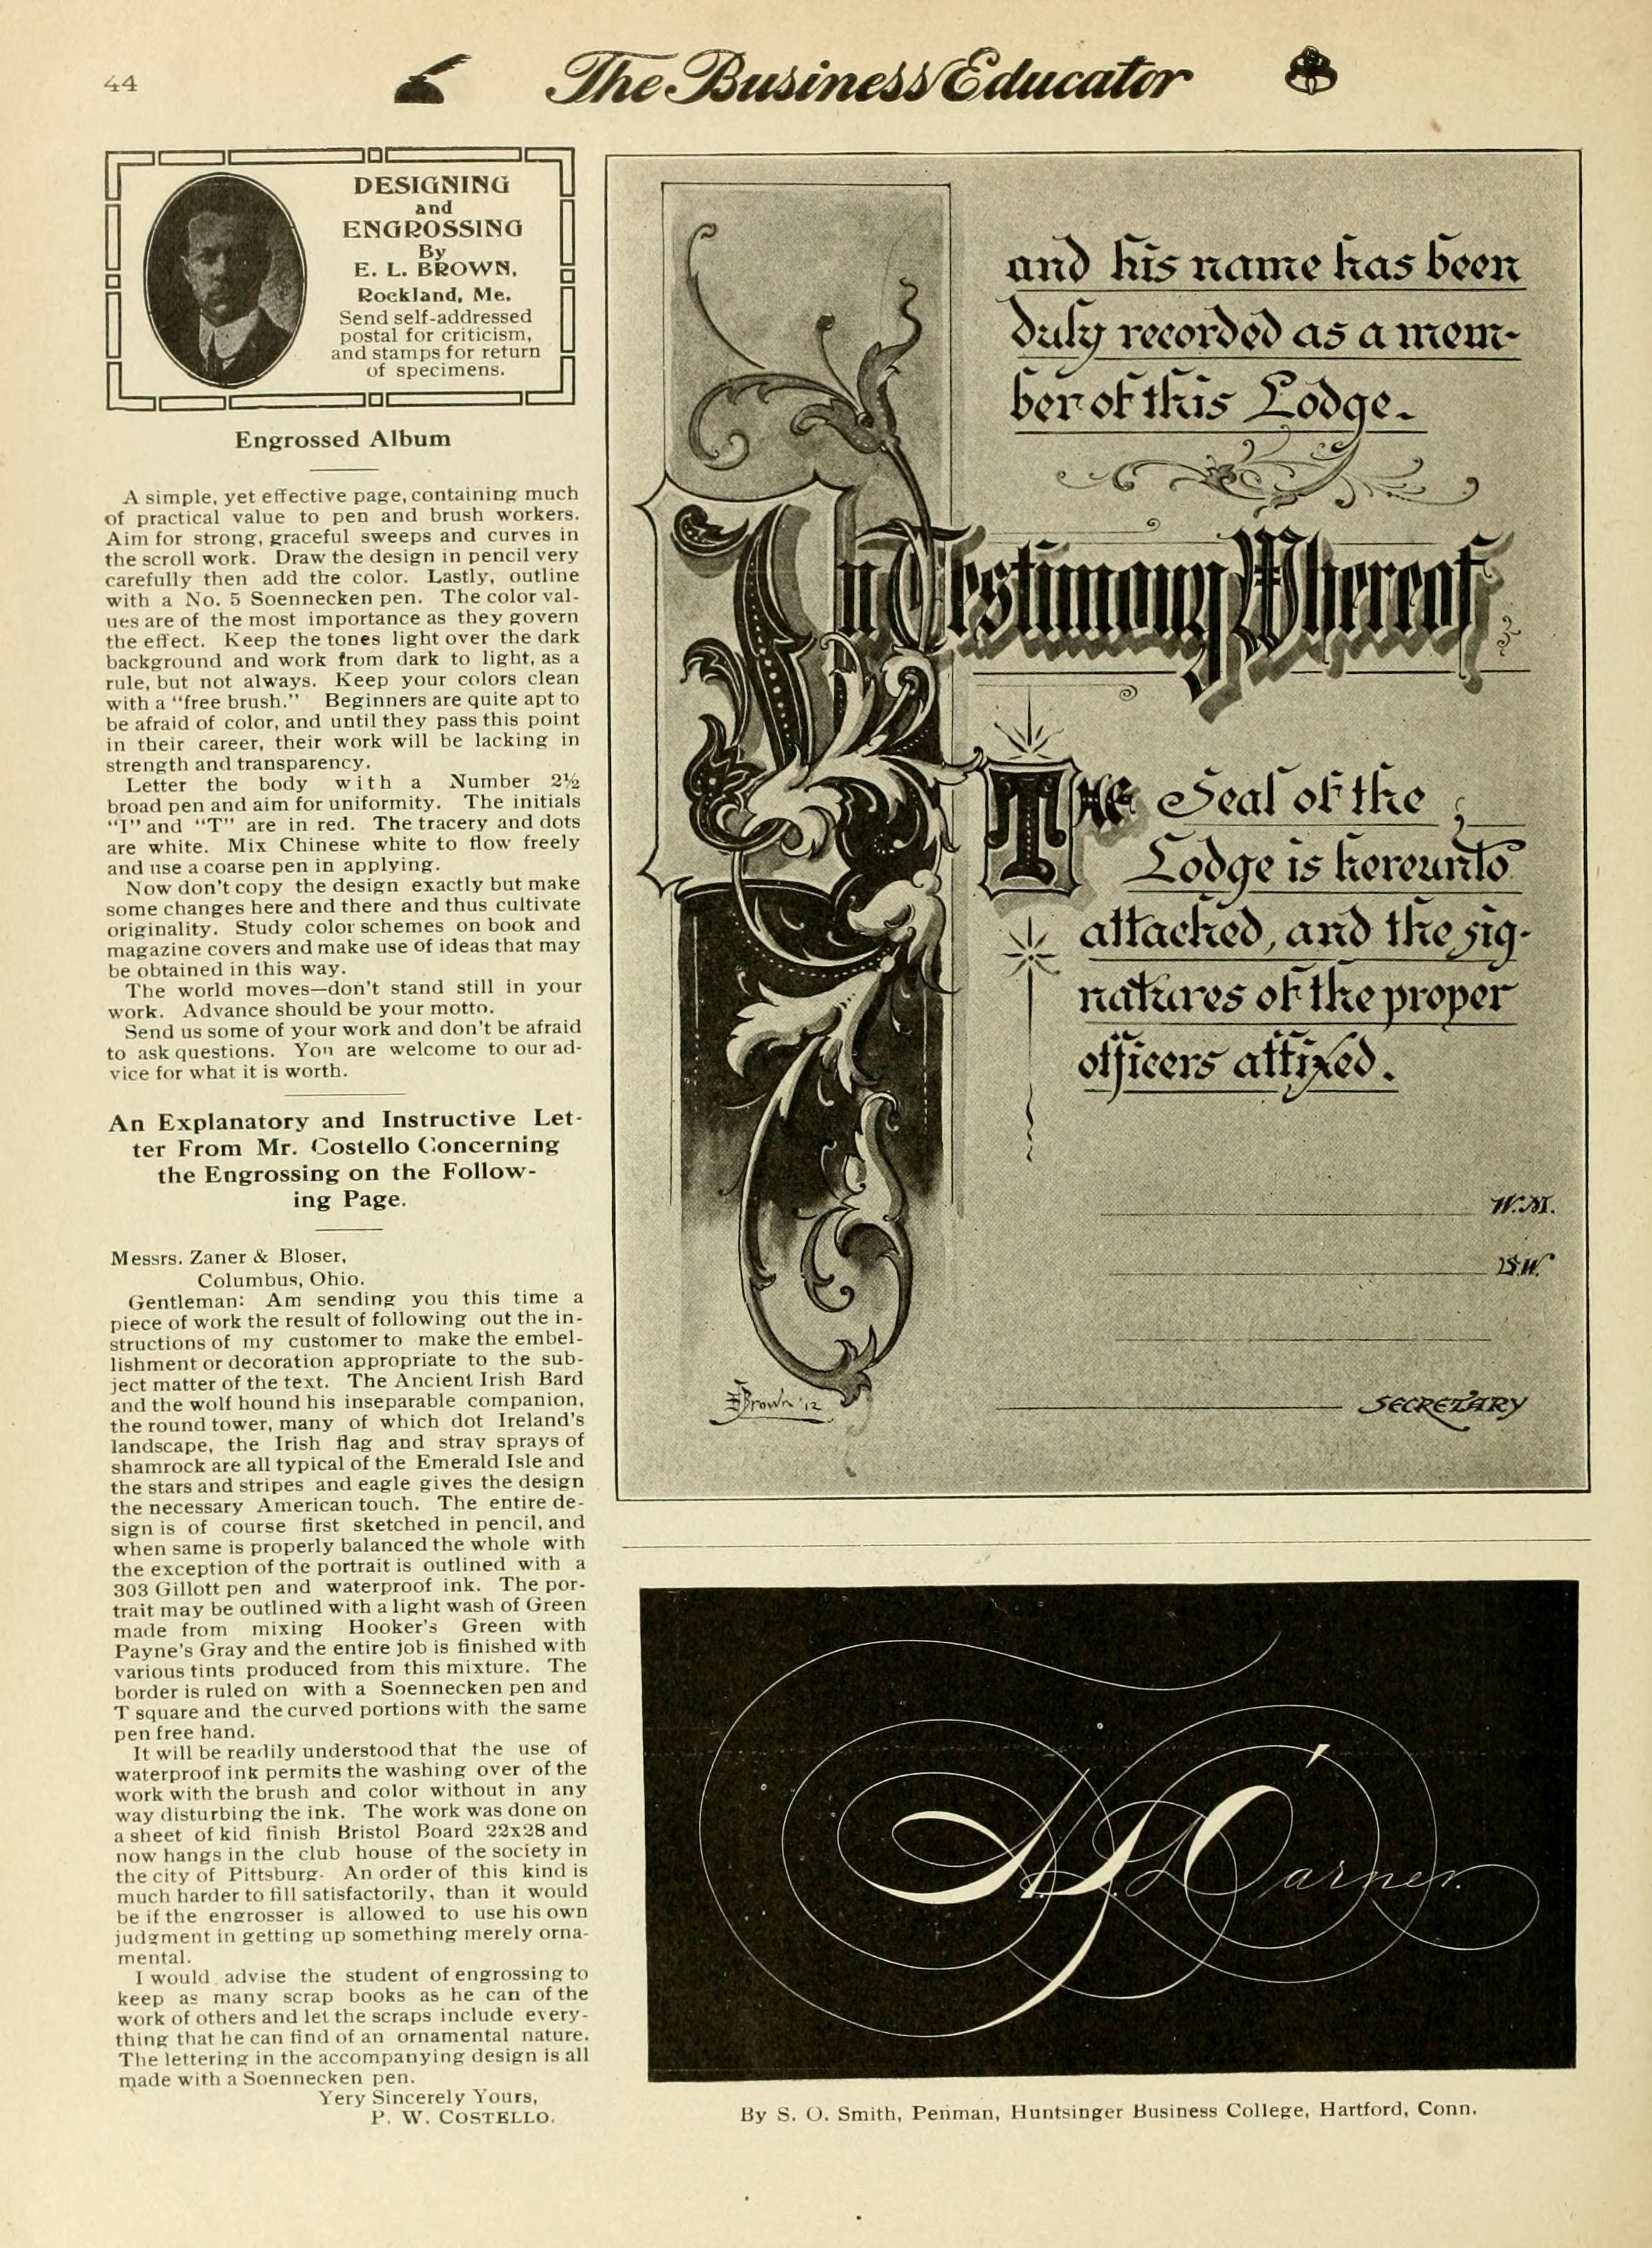 44
The Business Educator
DESIGNING
and
ENGROSSING
By
E. L. BROWN,
Rockland, Me.
Send self-addressed
postal for criticism,
and stamps for return
of specimens.
Engrossed Album
A simple, yet effective page, containing much
of practical value to pen and brush workers.
Aim for strong, graceful sweeps and curves in
the scroll work. Draw the design in pencil very
carefully then add the color. Lastly, outline
with a No. 5 Soennecken pen. The color val-
ues are of the most importance as they govern
the effect. Keep the tones light over the dark
background and work from dark to light, as a
rule, but not always. Keep your colors clean
with a "free brush." Beginners are quite apt to
be afraid of color, and until they pass this point
in their career, their work will be lacking in
strength and transparency.
Letter the body with a Number 2½
broad pen and aim for uniformity. The initials
"I" and "T" are in red. The tracery and dots
are white. Mix Chinese white to flow freely
and use a coarse pen in applying.
Now don't copy the design exactly but make
some changes here and there and thus cultivate
originality. Study color schemes on book and
magazine covers and make use of ideas that may
be obtained in this way.
The world moves—don't stand still in your
work. Advance should be your motto.
Send us some of your work and don't be afraid
to ask questions. You are welcome to our ad-
vice for what it is worth.
An Explanatory and Instructive Let-
ter From Mr. Costello Concerning
the Engrossing on the Follow-
ing Page.
Messrs. Zaner & Bloser,
Columbus, Ohio.
Gentleman: Am sending you this time a
piece of work the result of following out the in-
structions of my customer to make the embel-
lishment or decoration appropriate to the sub-
ject matter of the text. The Ancient Irish Bard
and the wolf hound his inseparable companion,
the round tower, many of which dot Ireland's
landscape, the Irish flag and stray sprays of
shamrock are all typical of the Emerald Isle and
the stars and stripes and eagle gives the design
the necessary American touch. The entire de-
sign is of course first sketched in pencil, and
when same is properly balanced the whole with
the exception of the portrait is outlined with a
303 Gillott pen and waterproof ink. The por-
trait may be outlined with a light wash of Green
made from mixing Hooker's Green with
Payne's Gray and the entire job is finished with
various tints produced from this mixture. The
border is ruled on with a Soennecken pen and
T square and the curved portions with the same
pen free hand.
It will be readily understood that the use of
waterproof ink permits the washing over of the
work with the brush and color without in any
way disturbing the ink. The work was done on
a sheet of kid finish Bristol Board 22x28 and
now hangs in the club house of the society in
the city of Pittsburg. An order of this kind is
much harder to fill satisfactorily, than it would
be if the engrosser is allowed to use his own
judgment in getting up something merely orna-
mental.
I would advise the student of engrossing to
keep as many scrap books as he can of the
work of others and let the scraps include every-
thing that he can find of an ornamental nature.
The lettering in the accompanying design is all
made with a Soennecken pen.
Yery Sincerely Yours,
P. W. COSTELLO.
and his name has been
duly recorded as a mem-
ber of this Lodge.
In Testimony Whereof
The Seal of the
Lodge is hereunto
attached, and the sig-
natures of the proper
officers affixed.
W.M.
S.W.
SECRETARY
EL Brown '12
By S. O. Smith, Penman, Huntsinger Business College, Hartford, Conn.